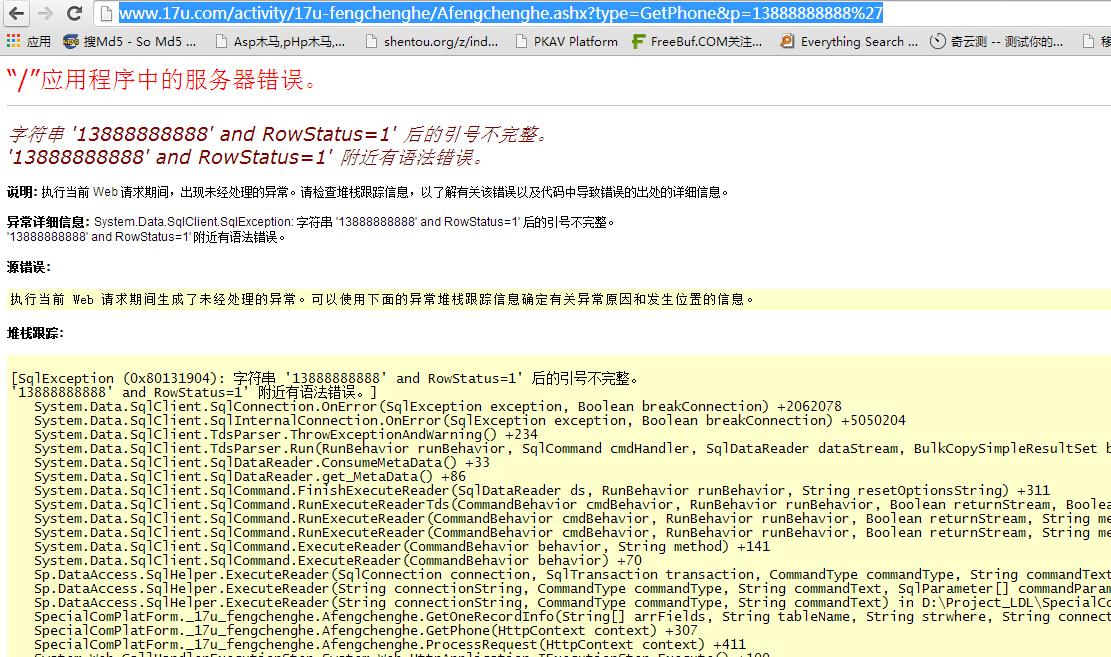 www.17u.com/activity/17u-fengchenghe/Afengchenghe.ashx?type=GetPhone&p=13888888888%27
应用 搜Md5 - So Md5 ... Asp木马,pHp木马,... shentou.org/z/ind... PKAV Platform FreeBuf.COM关注... Everything Search ... 奇云测 -- 测试你的...
“/”应用程序中的服务器错误。
字符串 '13888888888' and RowStatus=1' 后的引号不完整。
'13888888888' and RowStatus=1' 附近有语法错误。
说明: 执行当前 Web 请求期间，出现未经处理的异常。请检查堆栈跟踪信息，以了解有关该错误以及代码中导致错误的出处的详细信息。
异常详细信息: System.Data.SqlClient.SqlException: 字符串 '13888888888' and RowStatus=1' 后的引号不完整。
'13888888888' and RowStatus=1' 附近有语法错误。
源错误:
执行当前 Web 请求期间生成了未经处理的异常。可以使用下面的异常堆栈跟踪信息确定有关异常原因和发生位置的信息。
堆栈跟踪:
[SqlException (0x80131904): 字符串 '13888888888' and RowStatus=1' 后的引号不完整。
'13888888888' and RowStatus=1' 附近有语法错误。]
System.Data.SqlClient.SqlConnection.OnError(SqlException exception, Boolean breakConnection) +2062078
System.Data.SqlClient.SqlInternalConnection.OnError(SqlException exception, Boolean breakConnection) +5050204
System.Data.SqlClient.TdsParser.ThrowExceptionAndWarning() +234
System.Data.SqlClient.TdsParser.Run(RunBehavior runBehavior, SqlCommand cmdHandler, SqlDataReader dataStream, BulkCopySimpleResultSet b
System.Data.SqlClient.SqlDataReader.ConsumeMetaData() +33
System.Data.SqlClient.SqlDataReader.get_MetaData() +86
System.Data.SqlClient.SqlCommand.FinishExecuteReader(SqlDataReader ds, RunBehavior runBehavior, String resetOptionsString) +311
System.Data.SqlClient.SqlCommand.RunExecuteReaderTds(CommandBehavior cmdBehavior, RunBehavior runBehavior, Boolean returnStream, Boolea
System.Data.SqlClient.SqlCommand.RunExecuteReader(CommandBehavior cmdBehavior, RunBehavior runBehavior, Boolean returnStream, String me
System.Data.SqlClient.SqlCommand.RunExecuteReader(CommandBehavior cmdBehavior, RunBehavior runBehavior, Boolean returnStream, String me
System.Data.SqlClient.SqlCommand.ExecuteReader(CommandBehavior behavior, String method) +141
System.Data.SqlClient.SqlCommand.ExecuteReader(CommandBehavior behavior) +70
Sp.DataAccess.SqlHelper.ExecuteReader(SqlConnection connection, SqlTransaction transaction, CommandType commandType, String commandText
Sp.DataAccess.SqlHelper.ExecuteReader(String connectionString, CommandType commandType, String commandText, SqlParameter[] commandParam
Sp.DataAccess.SqlHelper.ExecuteReader(String connectionString, CommandType commandType, String commandText) in D:\Project_LDL\SpecialCo
SpecialComPlatForm._17u_fengchenghe.Afengchenghe.GetOneRecordInfo(String[] arrFields, String tableName, String strwhere, String connect
SpecialComPlatForm._17u_fengchenghe.Afengchenghe.GetPhone(HttpContext context) +307
SpecialComPlatForm._17u_fengchenghe.Afengchenghe.ProcessRequest(HttpContext context) +411